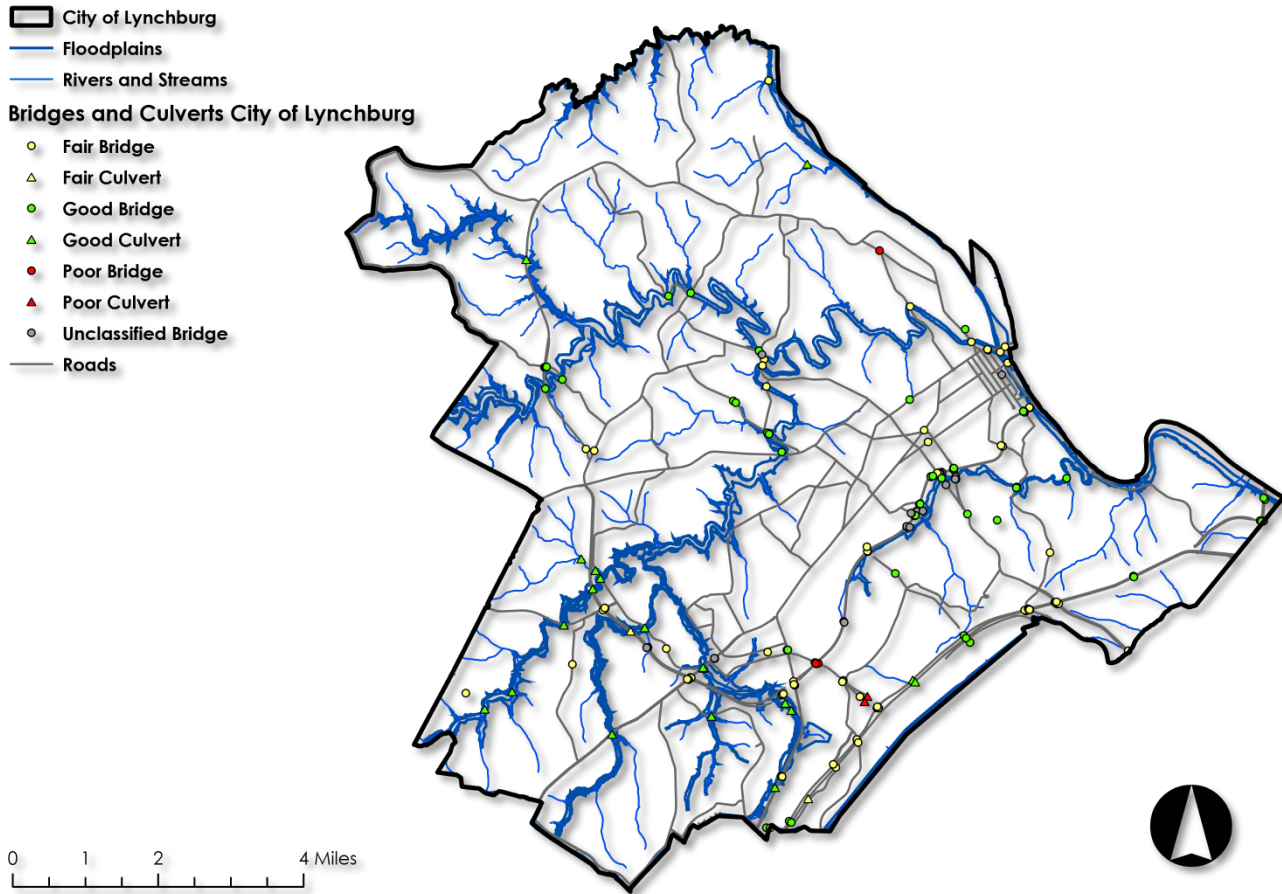 City of Lynchburg
Floodplains
Rivers and Streams
Bridges and Culverts City of Lynchburg
Fair Bridge
Fair Culvert
Good Bridge
Good Culvert
Poor Bridge
Poor Culvert
Unclassified Bridge
Roads
0 1 2 4 Miles